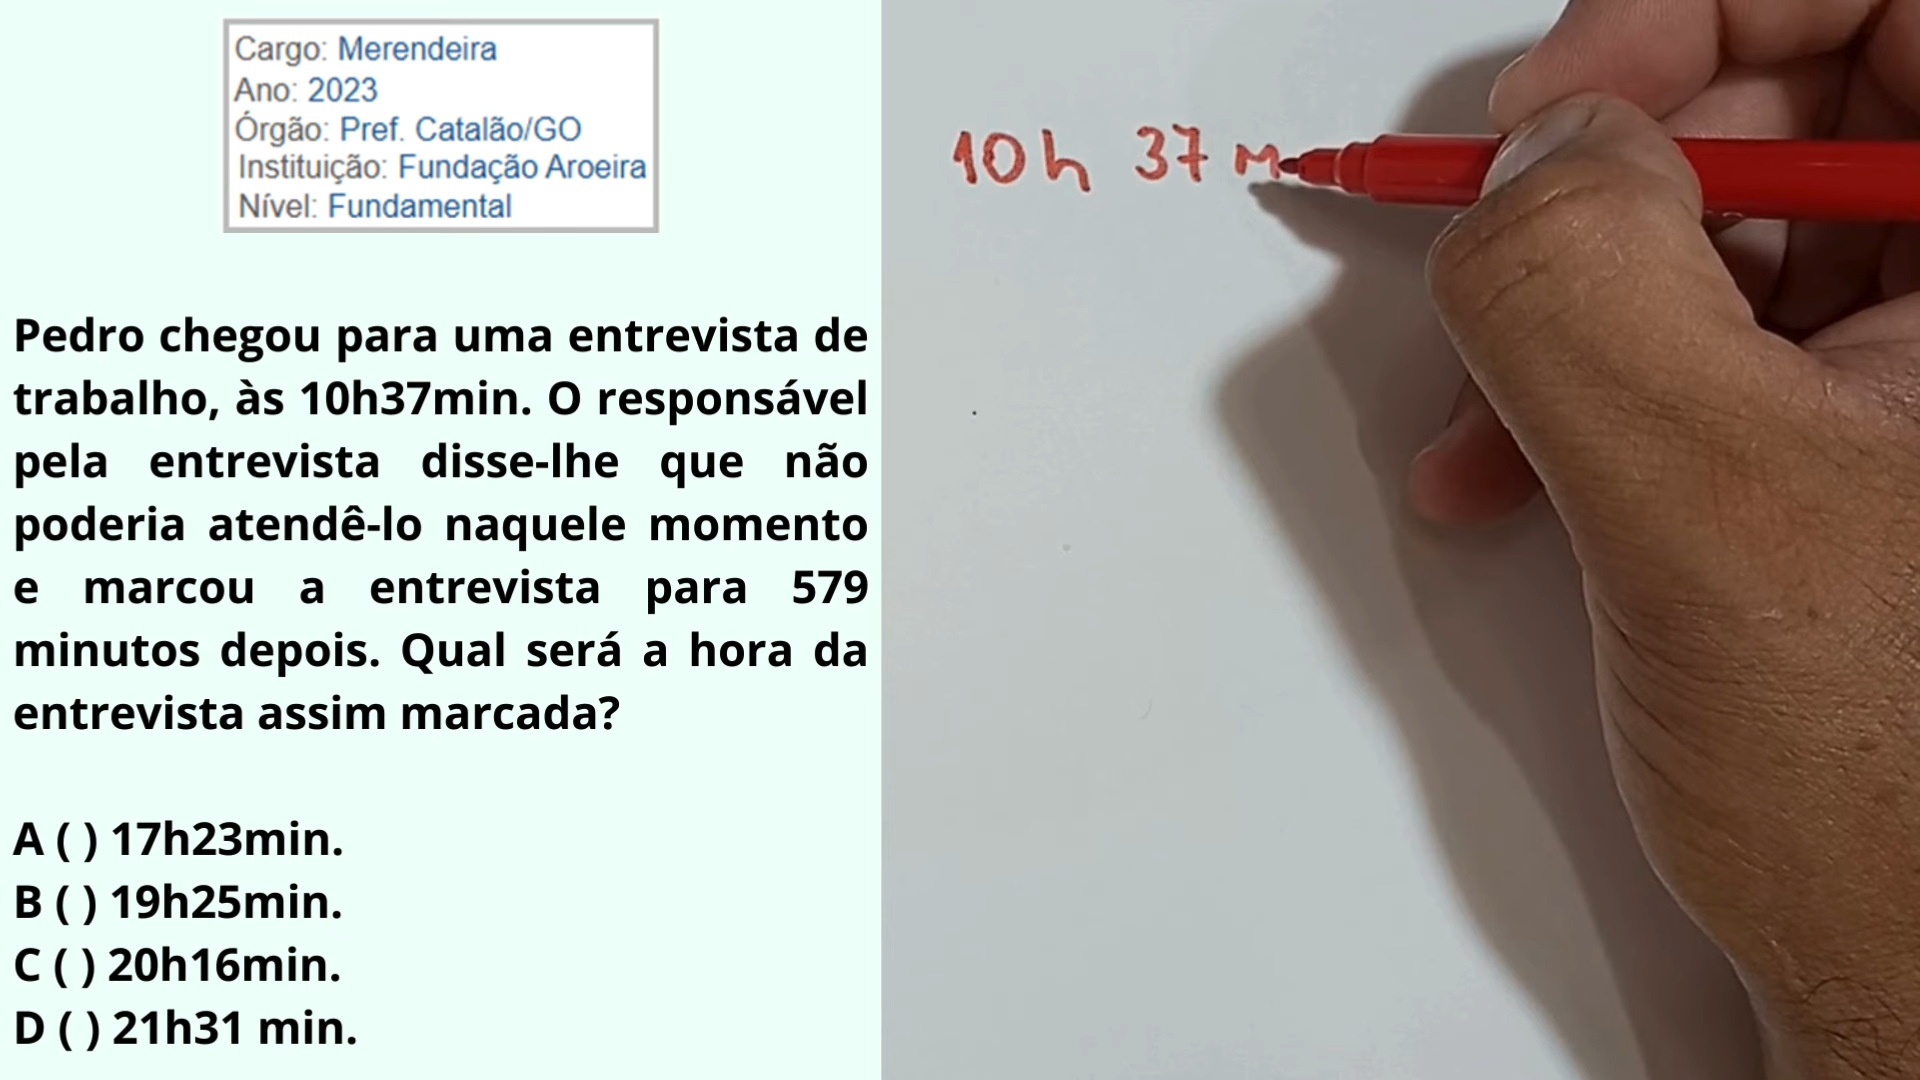 Cargo: Merendeira
Ano: 2023
Órgão: Pref. Catalão/GO
Instituição: Fundação Aroeira
Nível: Fundamental
Pedro chegou para uma entrevista de
trabalho, às 10h37min. O responsável
pela entrevista disse-lhe que não
poderia atendê-lo naquele momento
e marcou a entrevista para 579
minutos depois. Qual será a hora da
entrevista assim marcada?
A ( ) 17h23min.
B ( ) 19h25min.
C ( ) 20h16min.
D ( ) 21h31 min.
10h 37 m